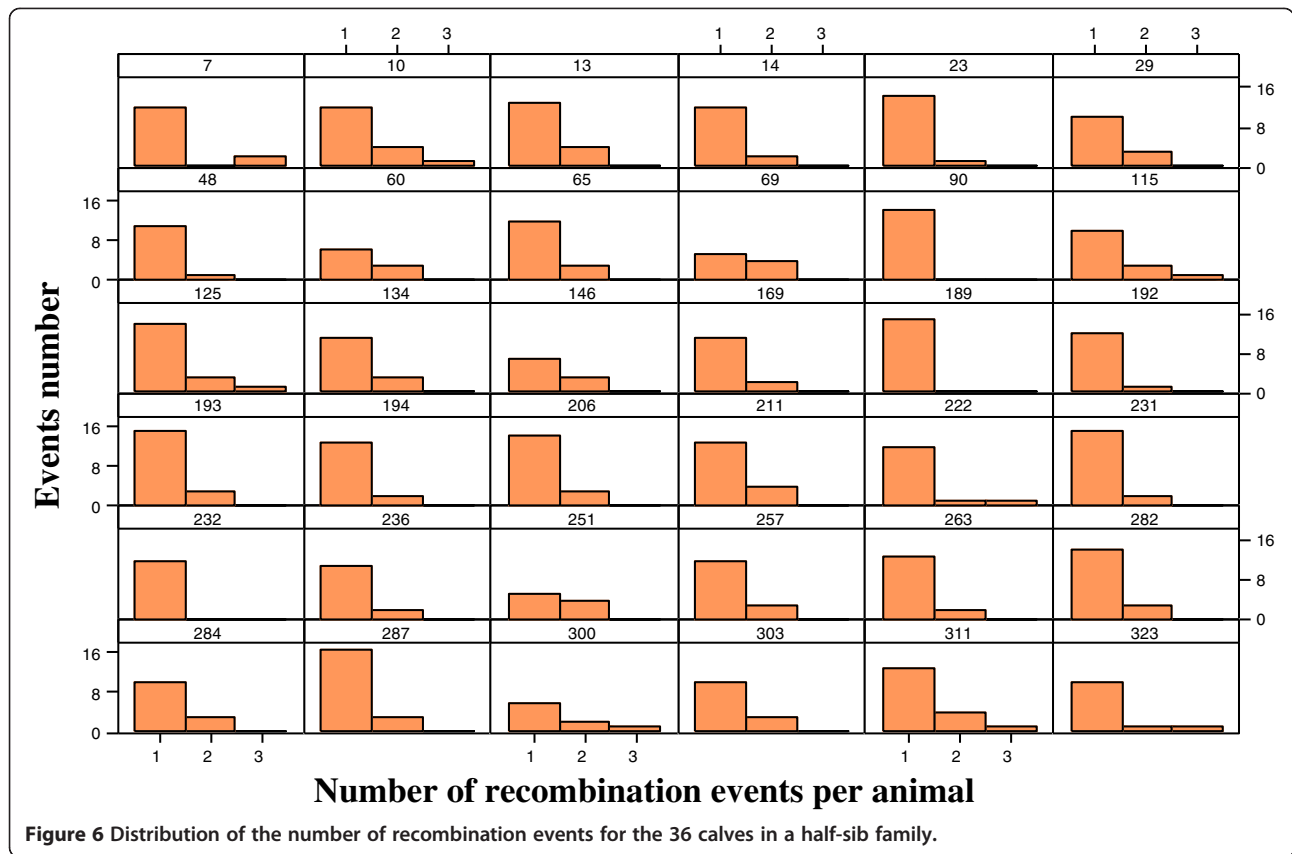 1 2 3 1 2 3 1 2 3
7 10 13 14 23 29
16
8
0
48 60 65 69 90 115
16
8
0
125 134 146 169 189 192
16
8
0
193 194 206 211 222 231
16
8
0
232 236 251 257 263 282
16
8
0
284 287 300 303 311 323
16
8
0
1 2 3 1 2 3 1 2 3
Events number
Number of recombination events per animal
Figure 6 Distribution of the number of recombination events for the 36 calves in a half-sib family.